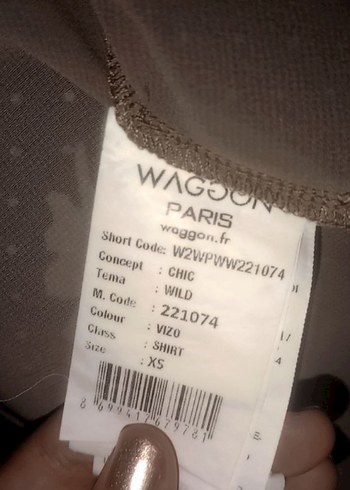 WAGGON
PARIS
waggon.fr
Short Code: W2WPWW221074
Concept : CHIC
Tema : WILD
M. Code : 221074
Colour : VIZO
Class : SHIRT
Size : XS